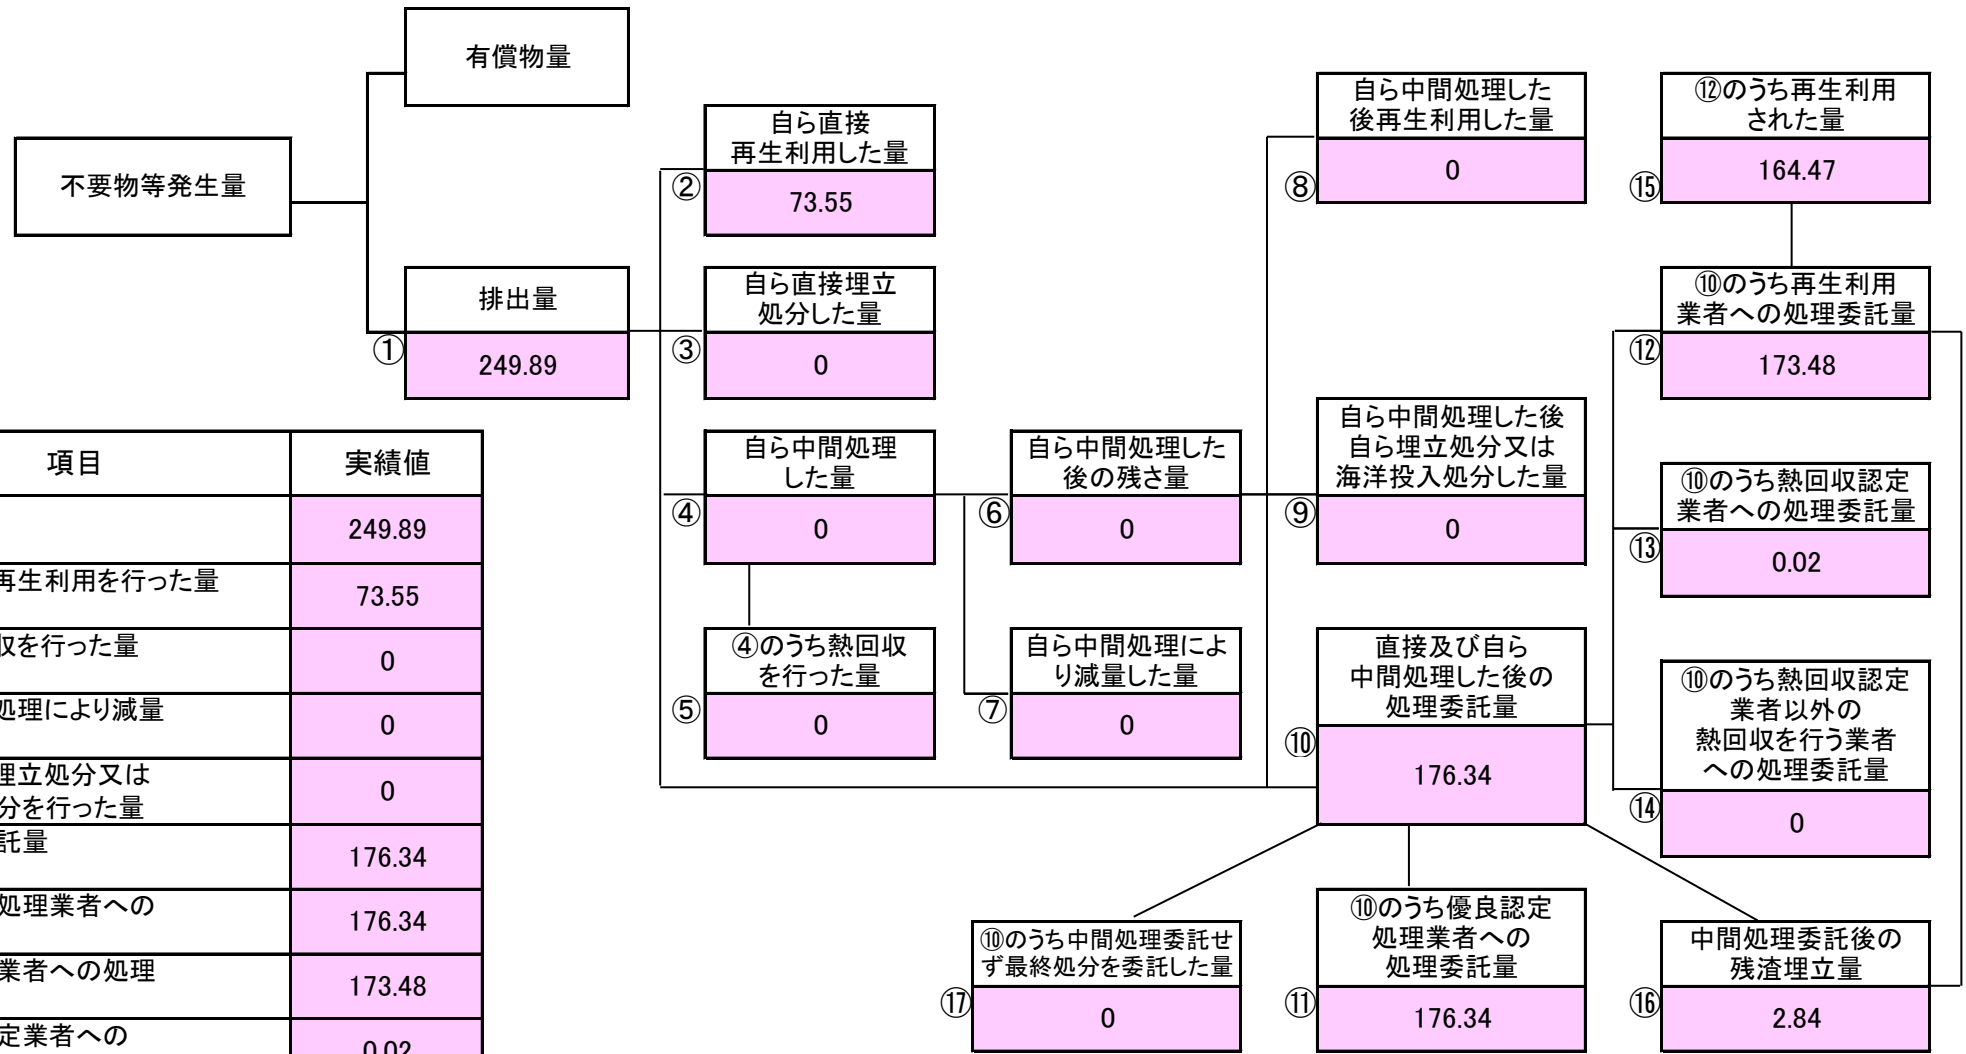 有償物量
不要物等発生量
排出量
①
249.89
自ら直接
再生利用した量
②
73.55
自ら直接埋立
処分した量
③
0
自ら中間処理
した量
④
0
④のうち熱回収
を行った量
⑤
0
自ら中間処理した
後の残さ量
⑥
0
自ら中間処理によ
り減量した量
⑦
0
自ら中間処理した
後再生利用した量
⑧
0
自ら中間処理した後
自ら埋立処分又は
海洋投入処分した量
⑨
0
直接及び自ら
中間処理した後の
処理委託量
⑩
176.34
⑩のうち優良認定
処理業者への
処理委託量
⑪
176.34
⑫のうち再生利用
された量
⑮
164.47
⑩のうち再生利用
業者への処理委託量
⑫
173.48
⑩のうち熱回収認定
業者への処理委託量
⑬
0.02
⑩のうち熱回収認定
業者以外の
熱回収を行う業者
への処理委託量
⑭
0
中間処理委託後の
残渣埋立量
⑯
2.84
⑩のうち中間処理委託せ
ず最終処分を委託した量
⑰
0
項目 実績値
249.89
再生利用を行った量
73.55
収を行った量
0
処理により減量
0
埋立処分又は
分を行った量
0
託量
176.34
処理業者への
176.34
業者への処理
173.48
定業者への
0.02